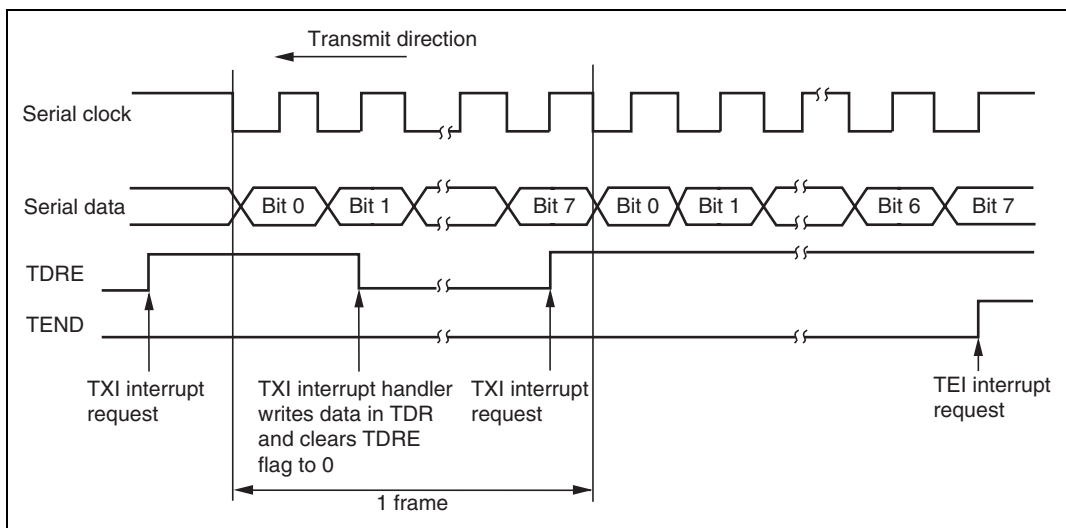 Transmit direction
Serial clock
Serial data
Bit 0
Bit 1
Bit 7
Bit 0
Bit 1
Bit 6
Bit 7
TDRE
TEND
TXI interrupt
request
TXI interrupt handler
writes data in TDR
and clears TDRE
flag to 0
TXI interrupt
request
TEI interrupt
request
1 frame